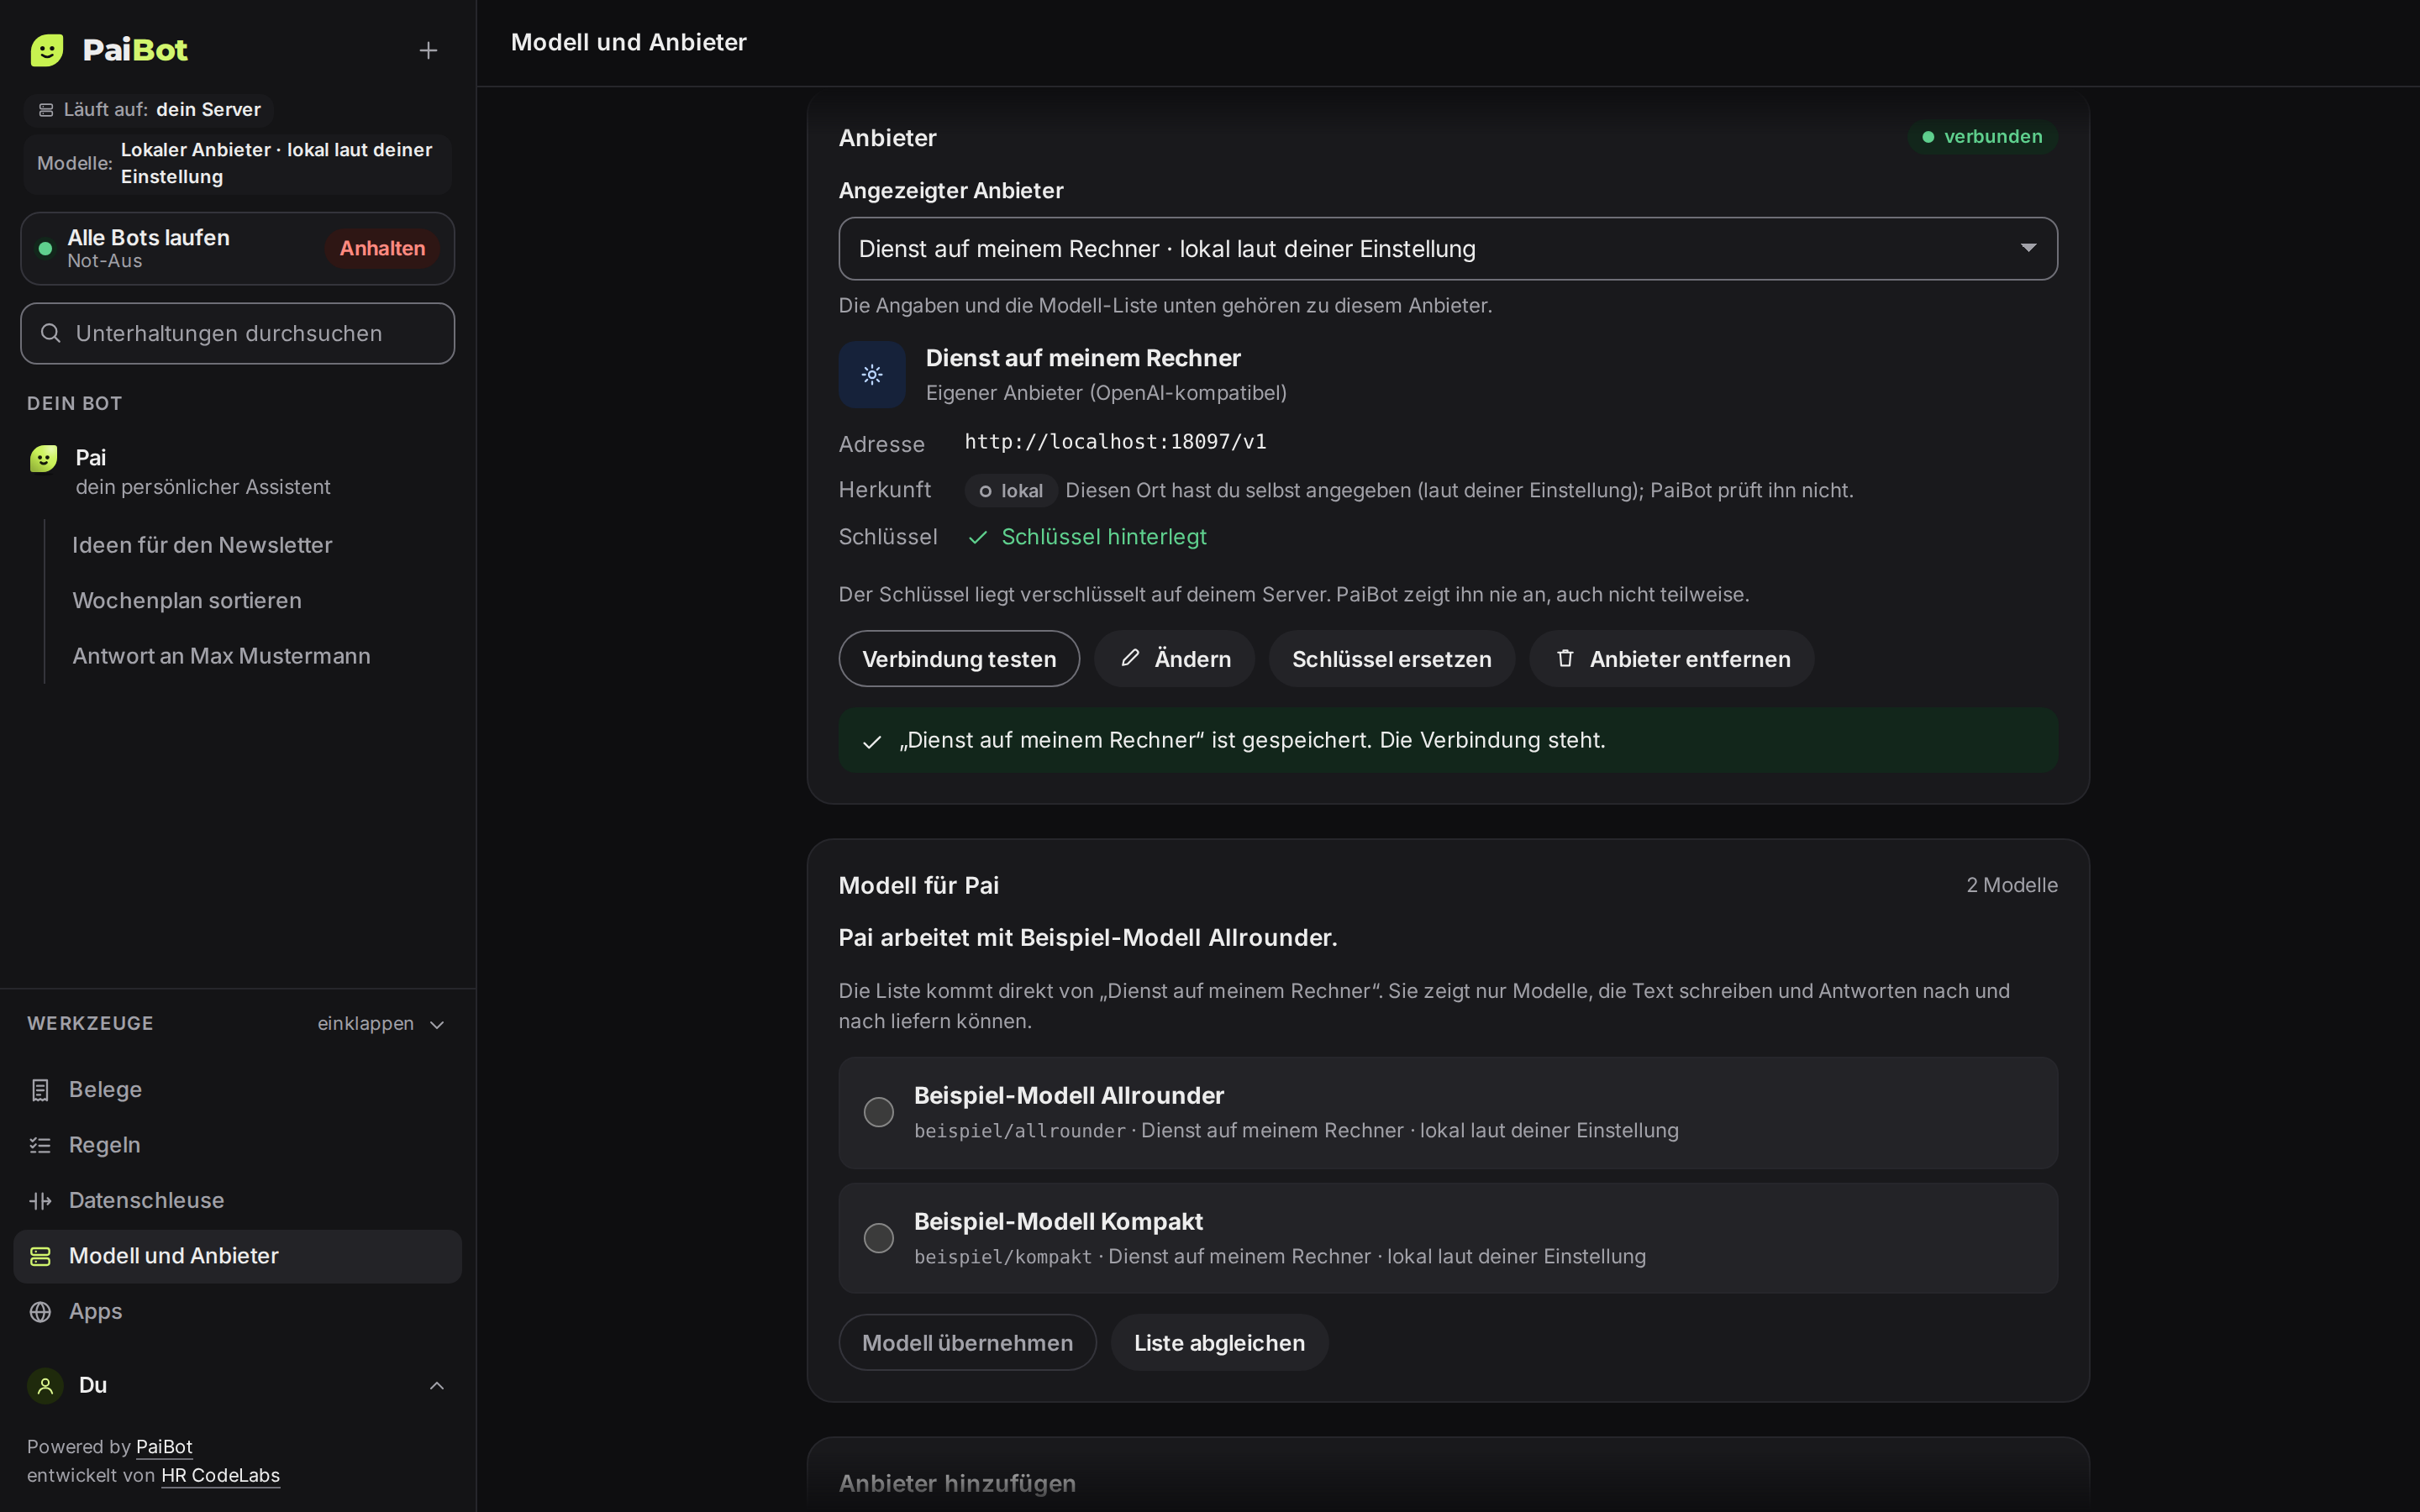 PaiBot
Läuft auf: dein Server
Modelle: Lokaler Anbieter · lokal laut deiner
Einstellung
Alle Bots laufen
Not-Aus
Anhalten
Unterhaltungen durchsuchen
DEIN BOT
Pai
dein persönlicher Assistent
Ideen für den Newsletter
Wochenplan sortieren
Antwort an Max Mustermann
WERKZEUGE
einklappen
Belege
Regeln
Datenschleuse
Modell und Anbieter
Apps
Du
Powered by PaiBot
entwickelt von HR CodeLabs
Modell und Anbieter
Anbieter
verbunden
Angezeigter Anbieter
Dienst auf meinem Rechner · lokal laut deiner Einstellung
Die Angaben und die Modell-Liste unten gehören zu diesem Anbieter.
Dienst auf meinem Rechner
Eigener Anbieter (OpenAI-kompatibel)
Adresse http://localhost:18097/v1
Herkunft lokal Diesen Ort hast du selbst angegeben (laut deiner Einstellung); PaiBot prüft ihn nicht.
Schlüssel Schlüssel hinterlegt
Der Schlüssel liegt verschlüsselt auf deinem Server. PaiBot zeigt ihn nie an, auch nicht teilweise.
Verbindung testen Ändern Schlüssel ersetzen Anbieter entfernen
„Dienst auf meinem Rechner“ ist gespeichert. Die Verbindung steht.
Modell für Pai
2 Modelle
Pai arbeitet mit Beispiel-Modell Allrounder.
Die Liste kommt direkt von „Dienst auf meinem Rechner“. Sie zeigt nur Modelle, die Text schreiben und Antworten nach und
nach liefern können.
Beispiel-Modell Allrounder
beispiel/allrounder · Dienst auf meinem Rechner · lokal laut deiner Einstellung
Beispiel-Modell Kompakt
beispiel/kompakt · Dienst auf meinem Rechner · lokal laut deiner Einstellung
Modell übernehmen Liste abgleichen
Anbieter hinzufügen